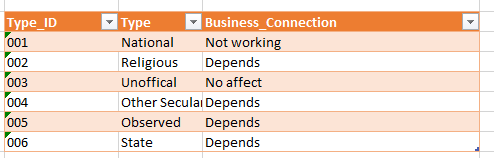 Type_ID Type Business_Connection
001 National Not working
002 Religious Depends
003 Unoffical No affect
004 Other Secular Depends
005 Observed Depends
006 State Depends